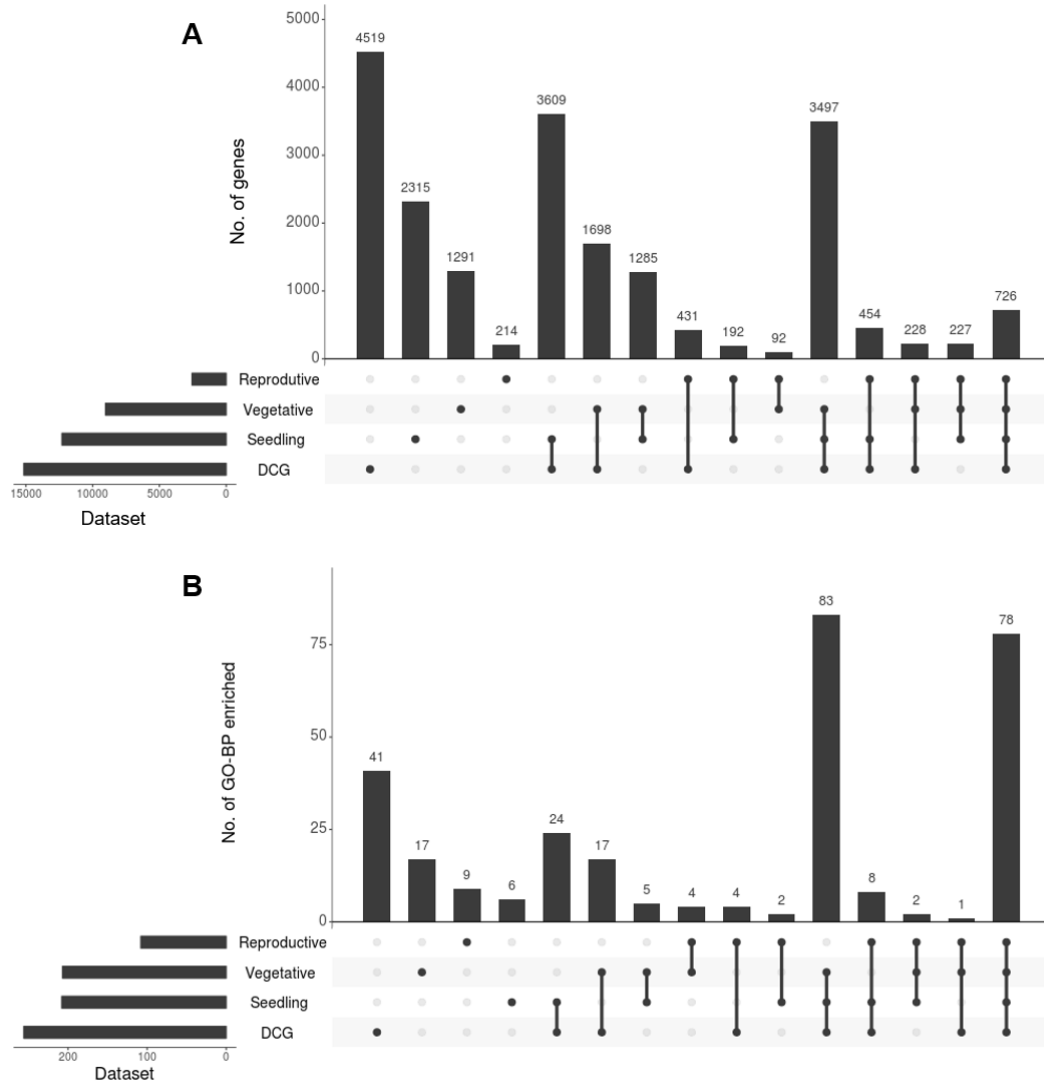 A
No. of genes
5000
4000
3000
2000
1000
0
4519
2315
1291
214
3609
1698
1285
431
192
92
3497
454
228
227
726
Reprodutive
Vegetative
Seedling
DCG
15000 10000 5000 0
Dataset
B
No. of GO-BP enriched
75
50
25
0
41
17
9
6
24
17
5
4
4
2
83
8
2
1
78
Reproductive
Vegetative
Seedling
DCG
200 100 0
Dataset